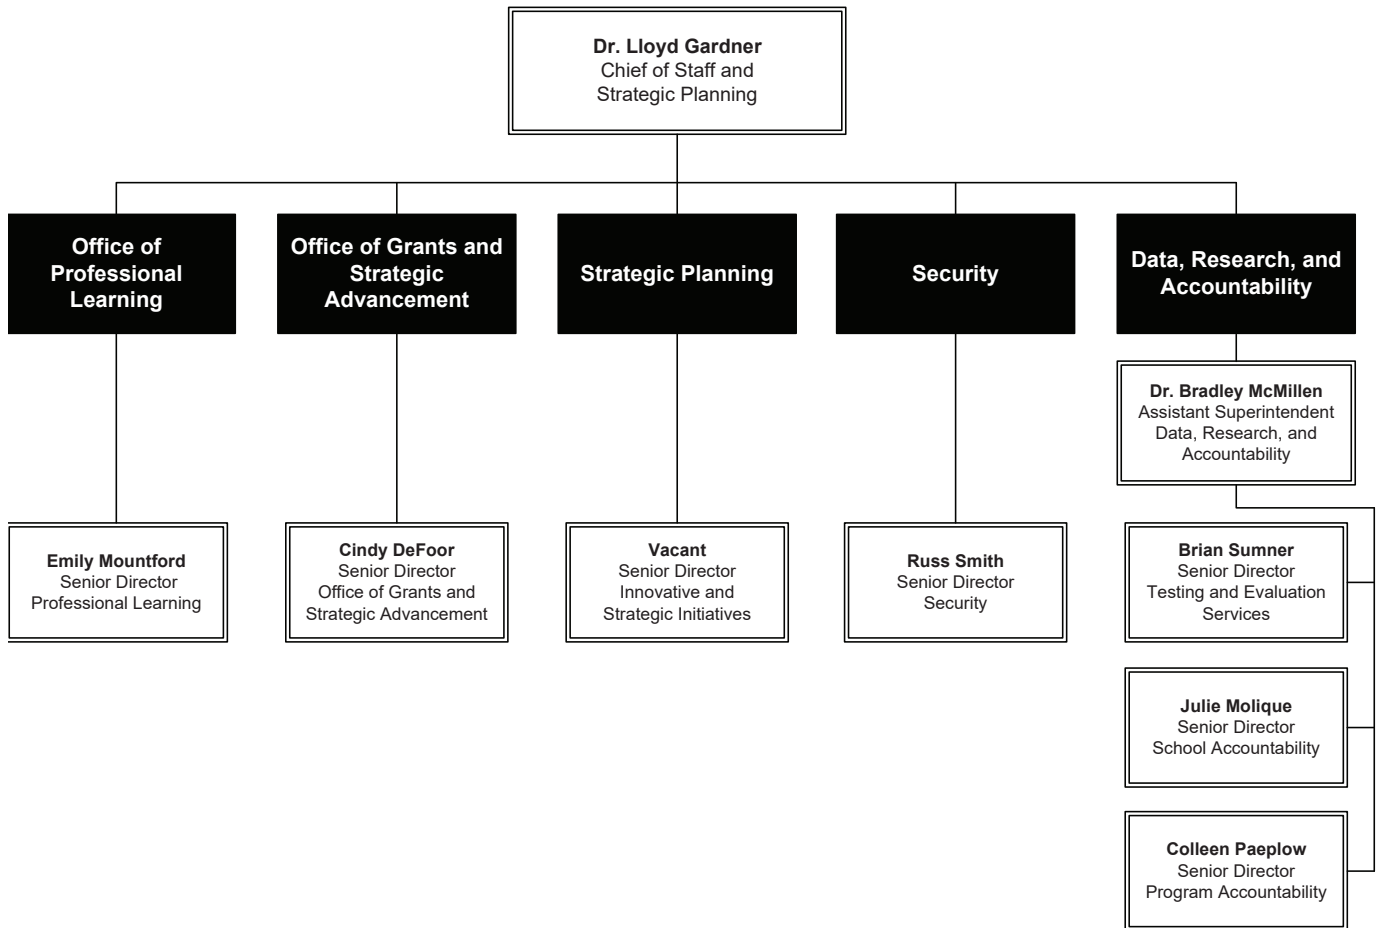 Dr. Lloyd Gardner
Chief of Staff and
Strategic Planning
Office of
Professional
Learning
Office of Grants and
Strategic
Advancement
Strategic Planning
Security
Data, Research, and
Accountability
Dr. Bradley McMillen
Assistant Superintendent
Data, Research, and
Accountability
Emily Mountford
Senior Director
Professional Learning
Cindy DeFoor
Senior Director
Office of Grants and
Strategic Advancement
Vacant
Senior Director
Innovative and
Strategic Initiatives
Russ Smith
Senior Director
Security
Brian Sumner
Senior Director
Testing and Evaluation
Services
Julie Molique
Senior Director
School Accountability
Colleen Paeplow
Senior Director
Program Accountability